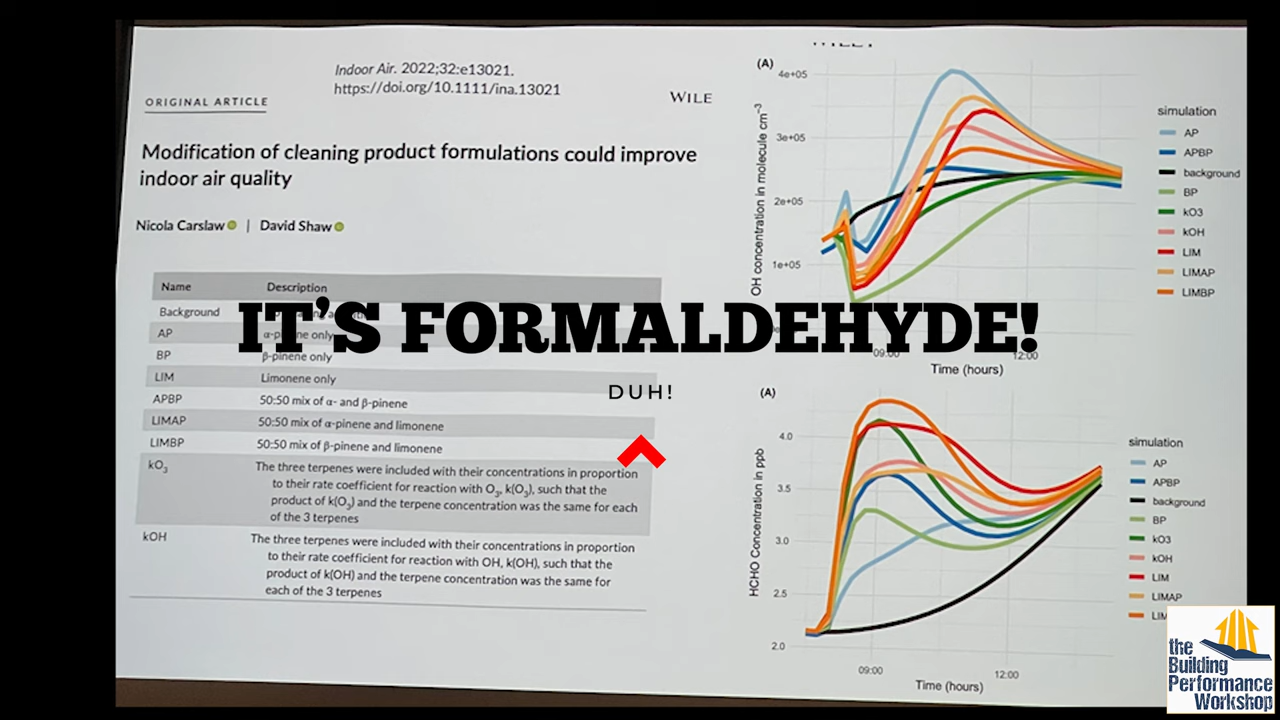 Indoor Air. 2022;32:e13021.
https://doi.org/10.1111/ina.13021
ORIGINAL ARTICLE
WILE
Modification of cleaning product formulations could improve
indoor air quality
Nicola Carslaw | David Shaw
Name Description
Background
AP α-pinene only
BP β-pinene only
LIM Limonene only
APBP 50:50 mix of α- and β-pinene
LIMAP 50:50 mix of α-pinene and limonene
LIMBP 50:50 mix of β-pinene and limonene
kO₃ The three terpenes were included with their concentrations in proportion
to their rate coefficient for reaction with O₃, k(O₃), such that the
product of k(O₃) and the terpene concentration was the same for each
of the 3 terpenes
kOH The three terpenes were included with their concentrations in proportion
to their rate coefficient for reaction with OH, k(OH), such that the
product of k(OH) and the terpene concentration was the same for
each of the 3 terpenes
IT'S FORMALDEHYDE!
DUH!
(A)
OH concentration in molecule cm⁻³
4e+05
3e+05
2e+05
1e+05
09:00 12:00
Time (hours)
simulation
AP
APBP
background
BP
kO3
kOH
LIM
LIMAP
LIMBP
(A)
HCHO Concentration in ppb
4.0
3.5
3.0
2.5
2.0
09:00 12:00
Time (hours)
simulation
AP
APBP
background
BP
kO3
kOH
LIM
LIMAP
the
Building
Performance
Workshop